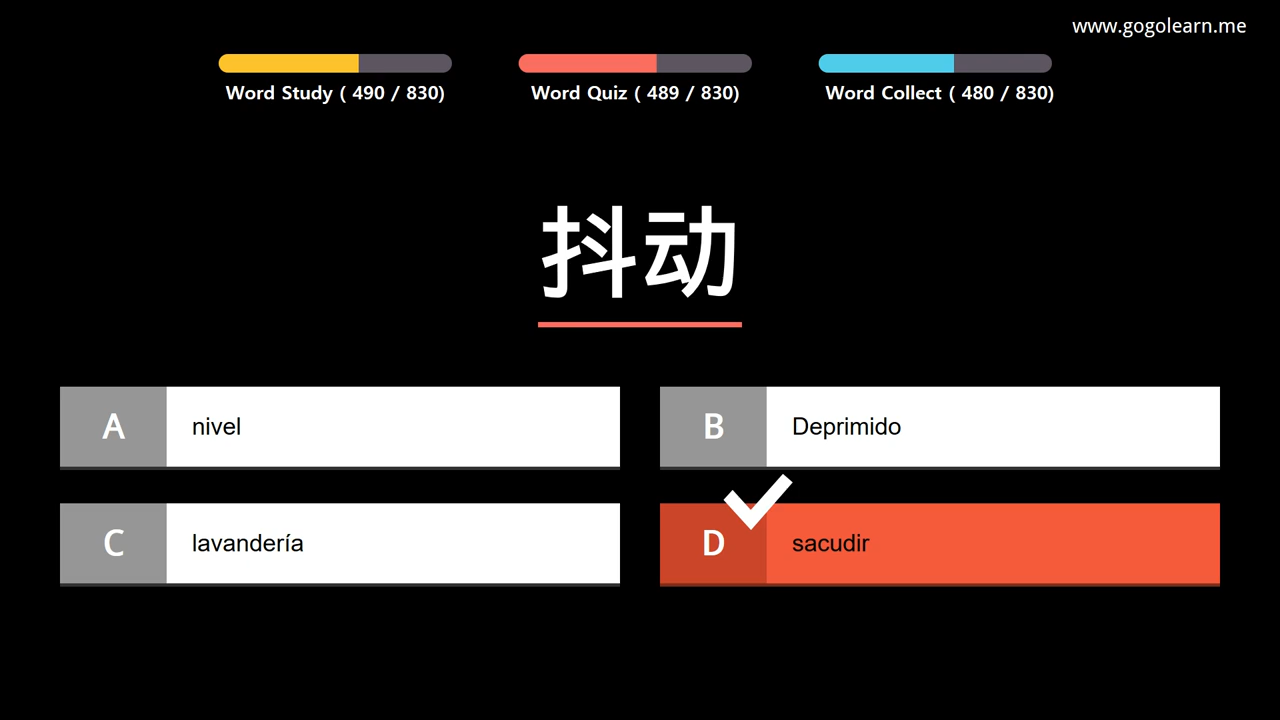 www.gogolearn.me
Word Study ( 490 / 830)
Word Quiz ( 489 / 830)
Word Collect ( 480 / 830)
抖动
A nivel
B Deprimido
C lavandería
D sacudir